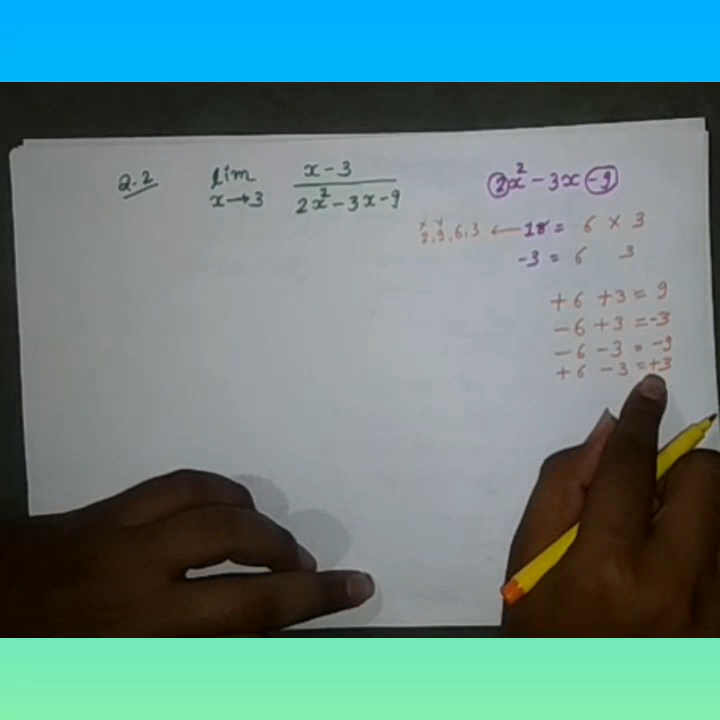 Q.2 lim x→3 x-3 / 2x²-3x-9
2x²-3x-9
2,9,6,3 ← 18 = 6 × 3
-3 = 6 3
+6 +3 = 9
-6 +3 = -3
-6 -3 = -9
+6 -3 = +3